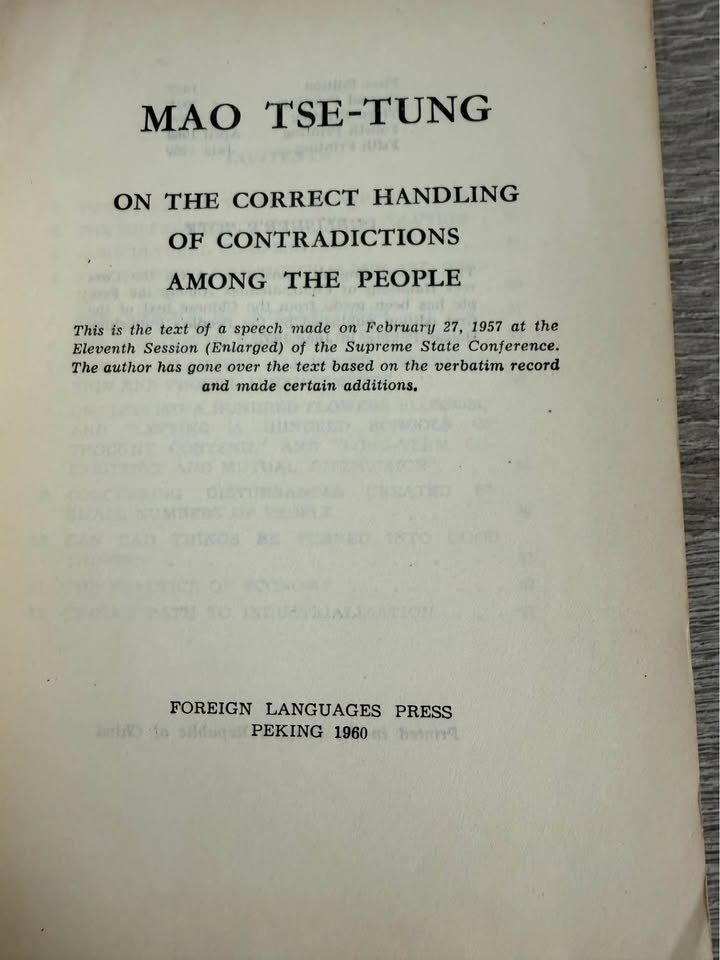 MAO TSE-TUNG
ON THE CORRECT HANDLING
OF CONTRADICTIONS
AMONG THE PEOPLE
This is the text of a speech made on February 27, 1957 at the
Eleventh Session (Enlarged) of the Supreme State Conference.
The author has gone over the text based on the verbatim record
and made certain additions.
FOREIGN LANGUAGES PRESS
PEKING 1960